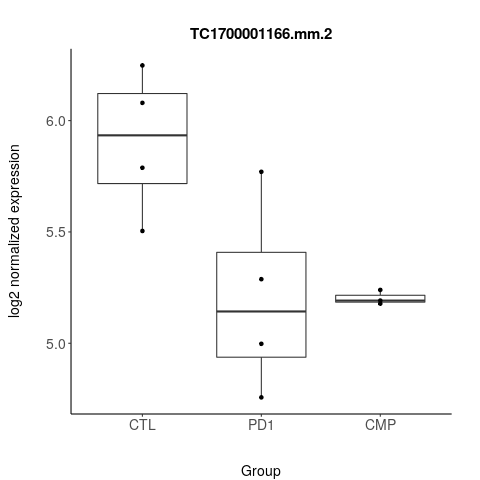 TC1700001166.mm.2
log2 normalized expression
6.0
5.5
5.0
CTL PD1 CMP
Group